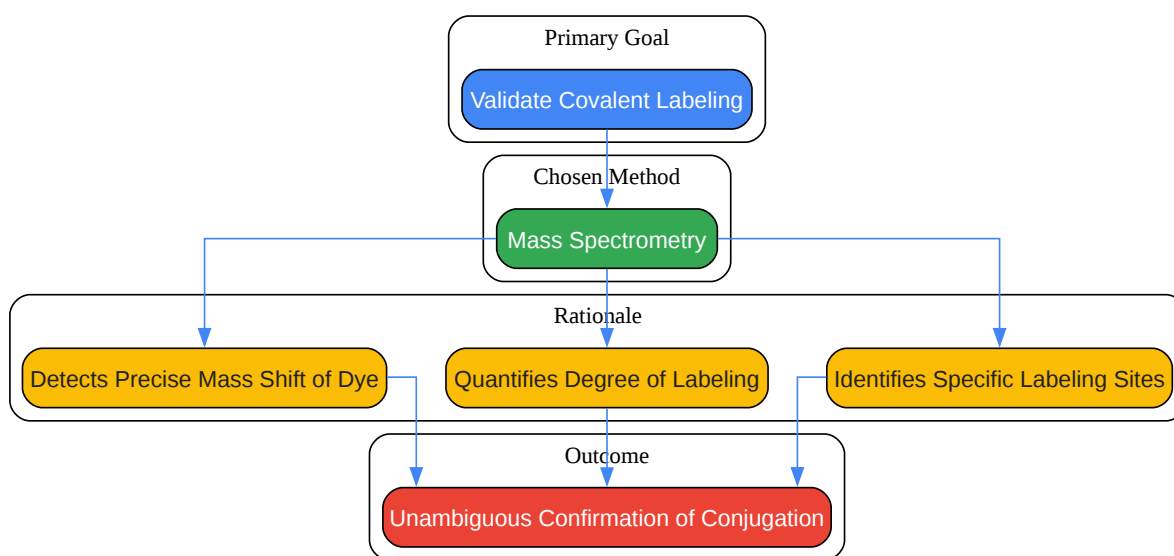 Primary Goal
Validate Covalent Labeling
Chosen Method
Mass Spectrometry
Rationale
Detects Precise Mass Shift of Dye
Quantifies Degree of Labeling
Identifies Specific Labeling Sites
Outcome
Unambiguous Confirmation of Conjugation